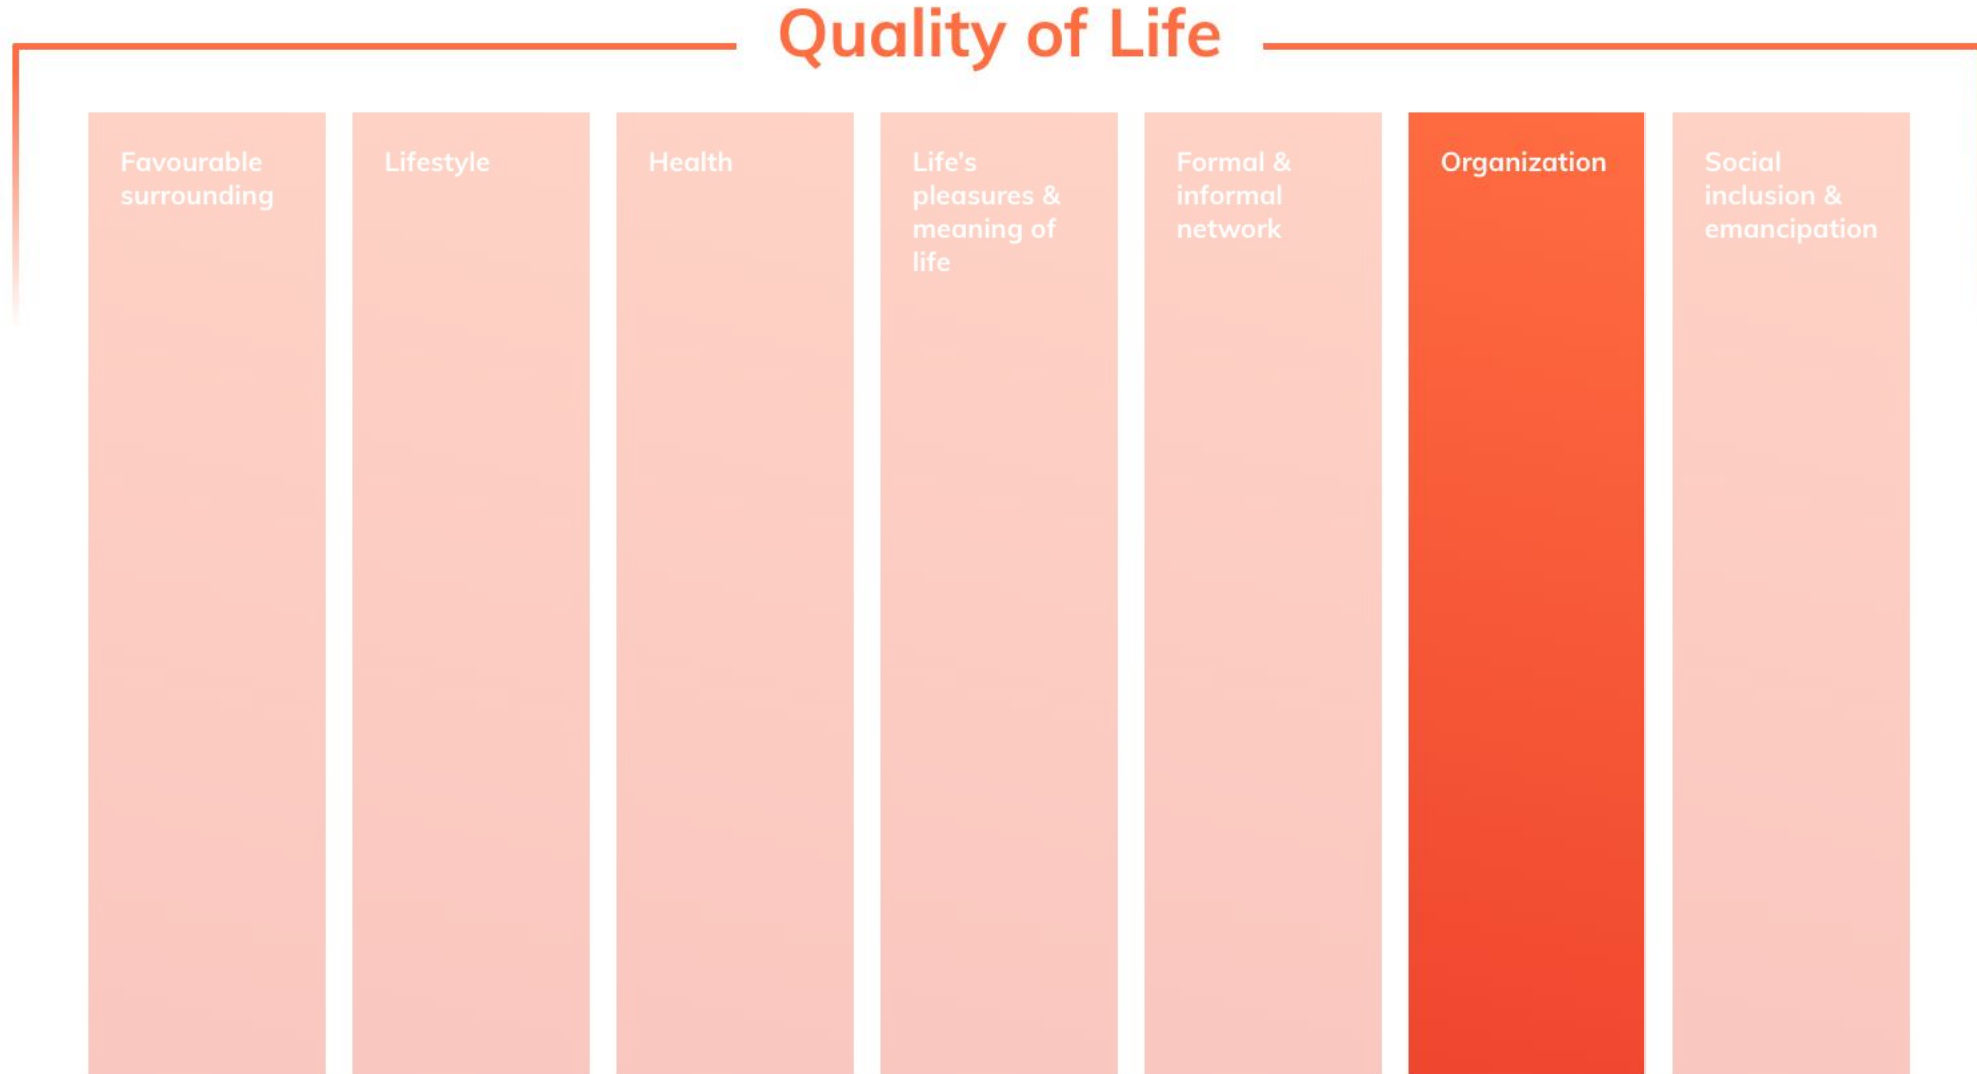 Quality of Life
Favourable
surrounding
Lifestyle
Health
Life's
pleasures &
meaning of
life
Formal &
informal
network
Organization
Social
inclusion &
emancipation